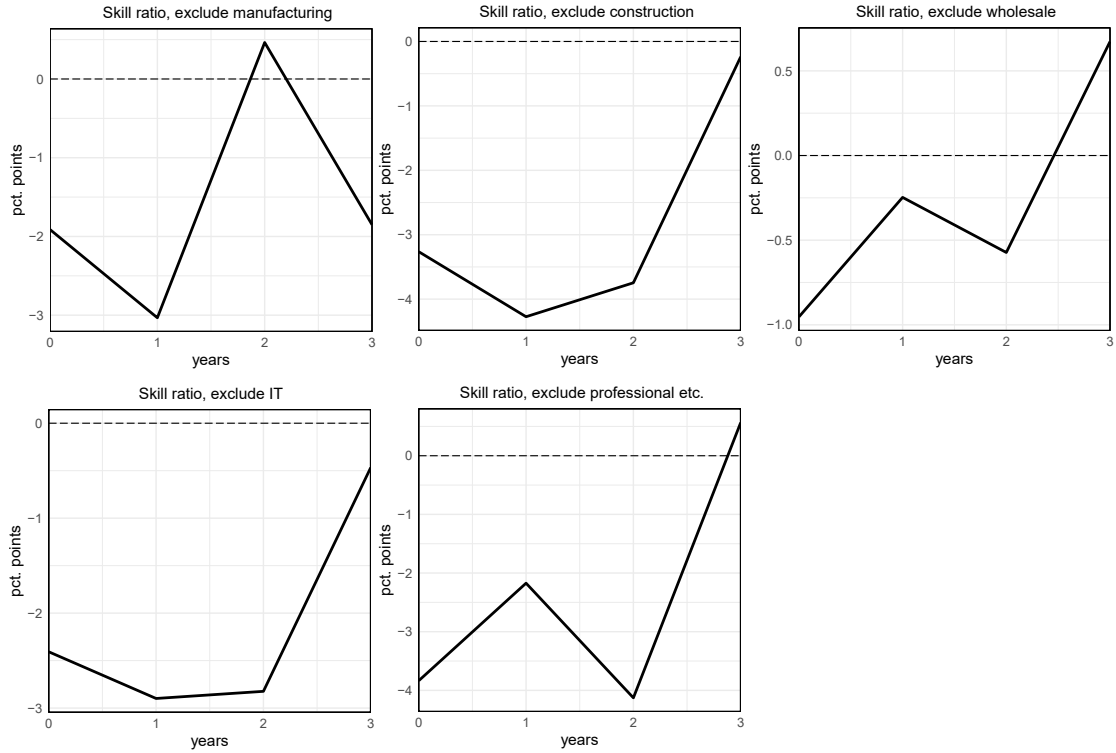 Skill ratio, exclude manufacturing
pct. points
0
−1
−2
−3
0 1 2 3
years
Skill ratio, exclude construction
pct. points
0
−1
−2
−3
−4
0 1 2 3
years
Skill ratio, exclude wholesale
pct. points
0.5
0.0
−0.5
−1.0
0 1 2 3
years
Skill ratio, exclude IT
pct. points
0
−1
−2
−3
0 1 2 3
years
Skill ratio, exclude professional etc.
pct. points
0
−1
−2
−3
−4
0 1 2 3
years